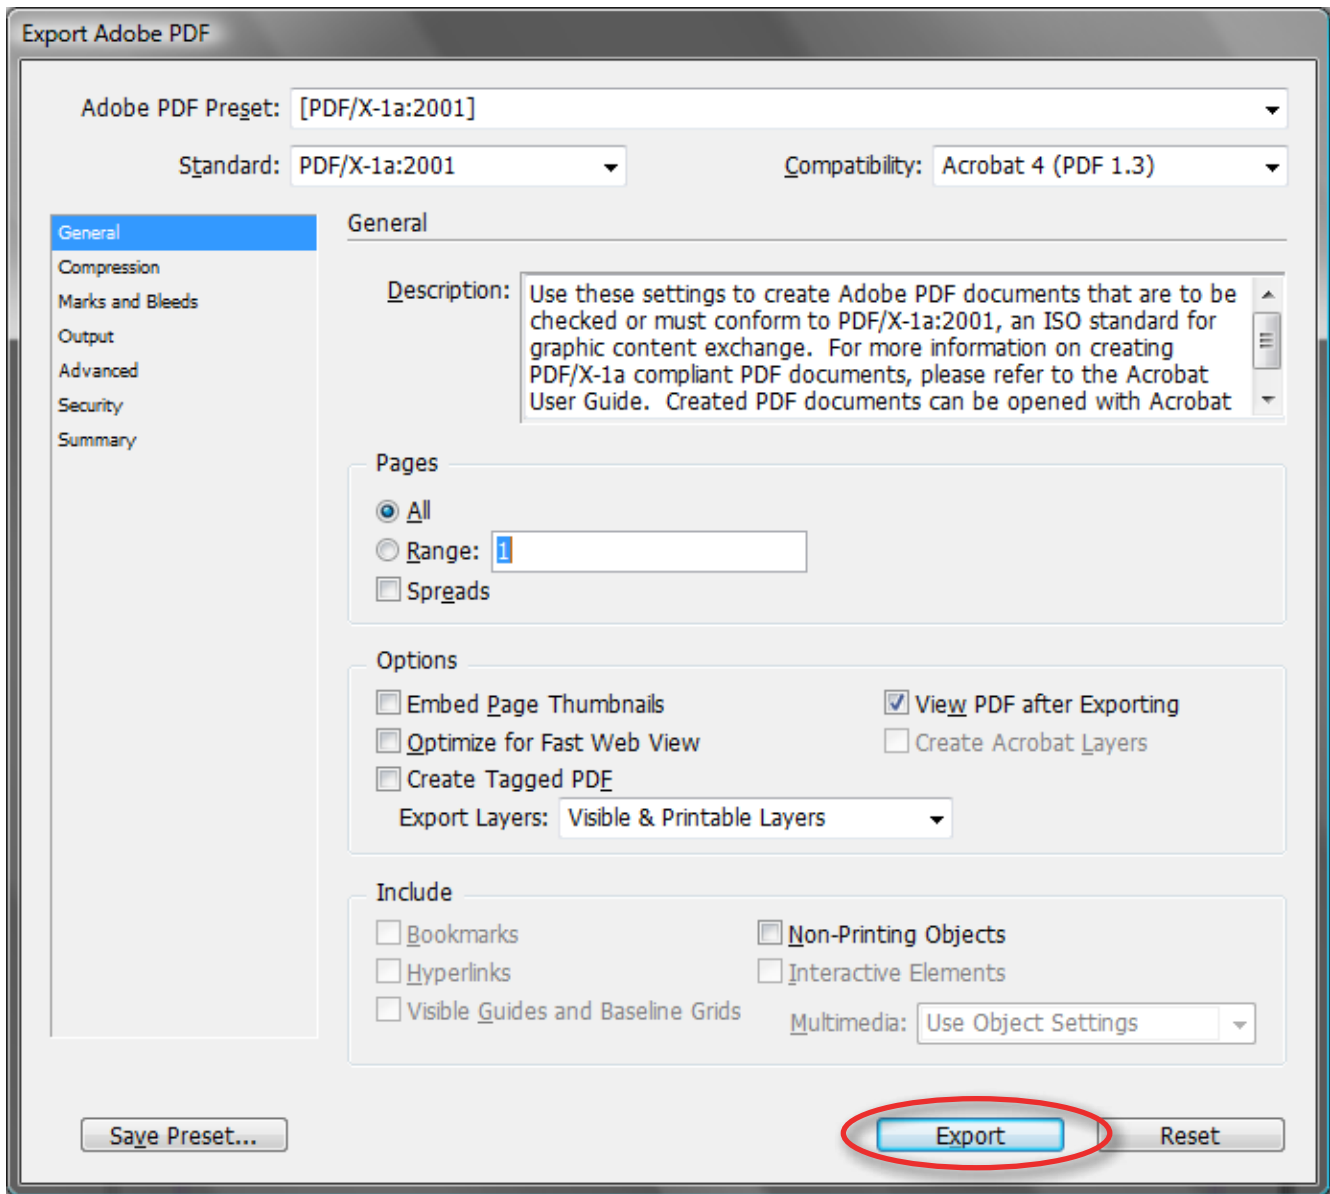 Export Adobe PDF
Adobe PDF Preset: [PDF/X-1a:2001]
Standard: PDF/X-1a:2001 Compatibility: Acrobat 4 (PDF 1.3)
General
Compression
Marks and Bleeds
Output
Advanced
Security
Summary
General
Description: Use these settings to create Adobe PDF documents that are to be
checked or must conform to PDF/X-1a:2001, an ISO standard for
graphic content exchange.  For more information on creating
PDF/X-1a compliant PDF documents, please refer to the Acrobat
User Guide.  Created PDF documents can be opened with Acrobat
Pages
All
Range: 1
Spreads
Options
Embed Page Thumbnails View PDF after Exporting
Optimize for Fast Web View Create Acrobat Layers
Create Tagged PDF
Export Layers: Visible & Printable Layers
Include
Bookmarks Non-Printing Objects
Hyperlinks Interactive Elements
Visible Guides and Baseline Grids Multimedia: Use Object Settings
Save Preset... Export Reset